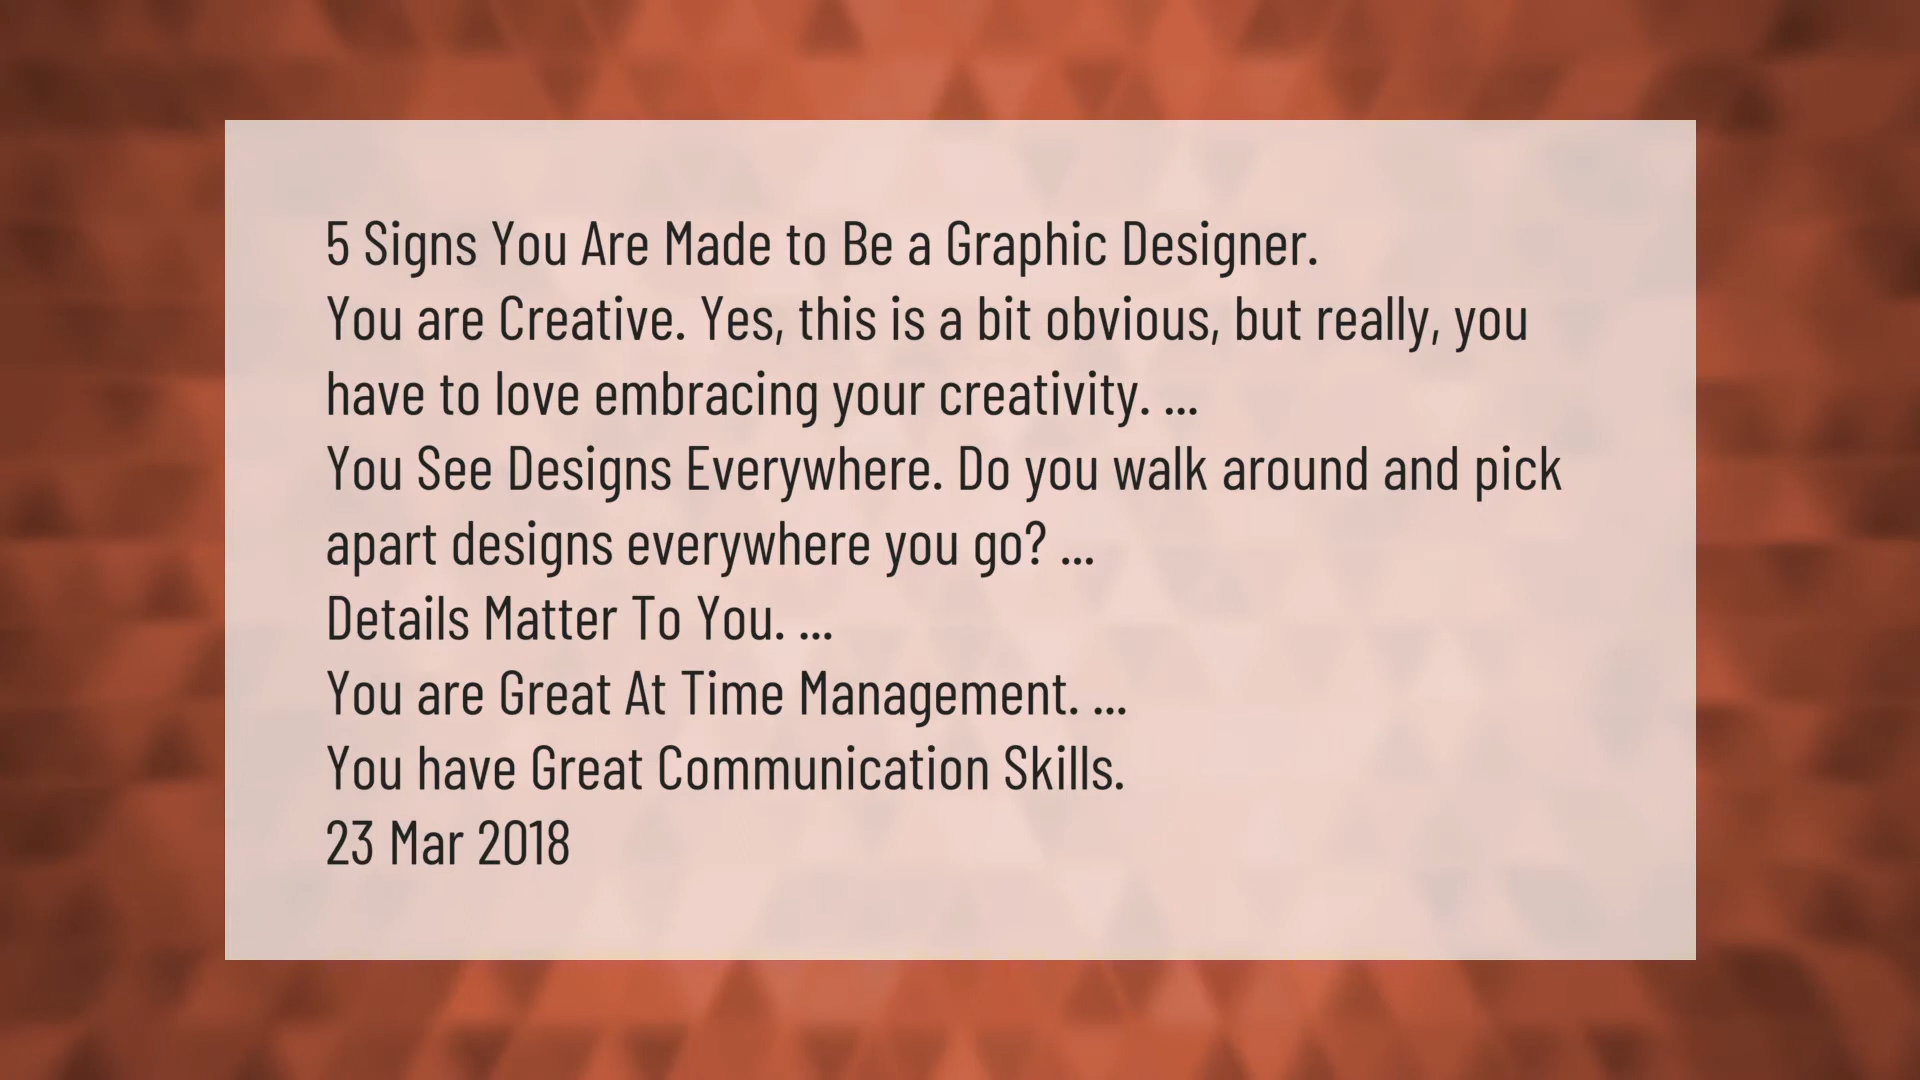 5 Signs You Are Made to Be a Graphic Designer.
You are Creative. Yes, this is a bit obvious, but really, you
have to love embracing your creativity. ...
You See Designs Everywhere. Do you walk around and pick
apart designs everywhere you go? ...
Details Matter To You. ...
You are Great At Time Management. ...
You have Great Communication Skills.
23 Mar 2018